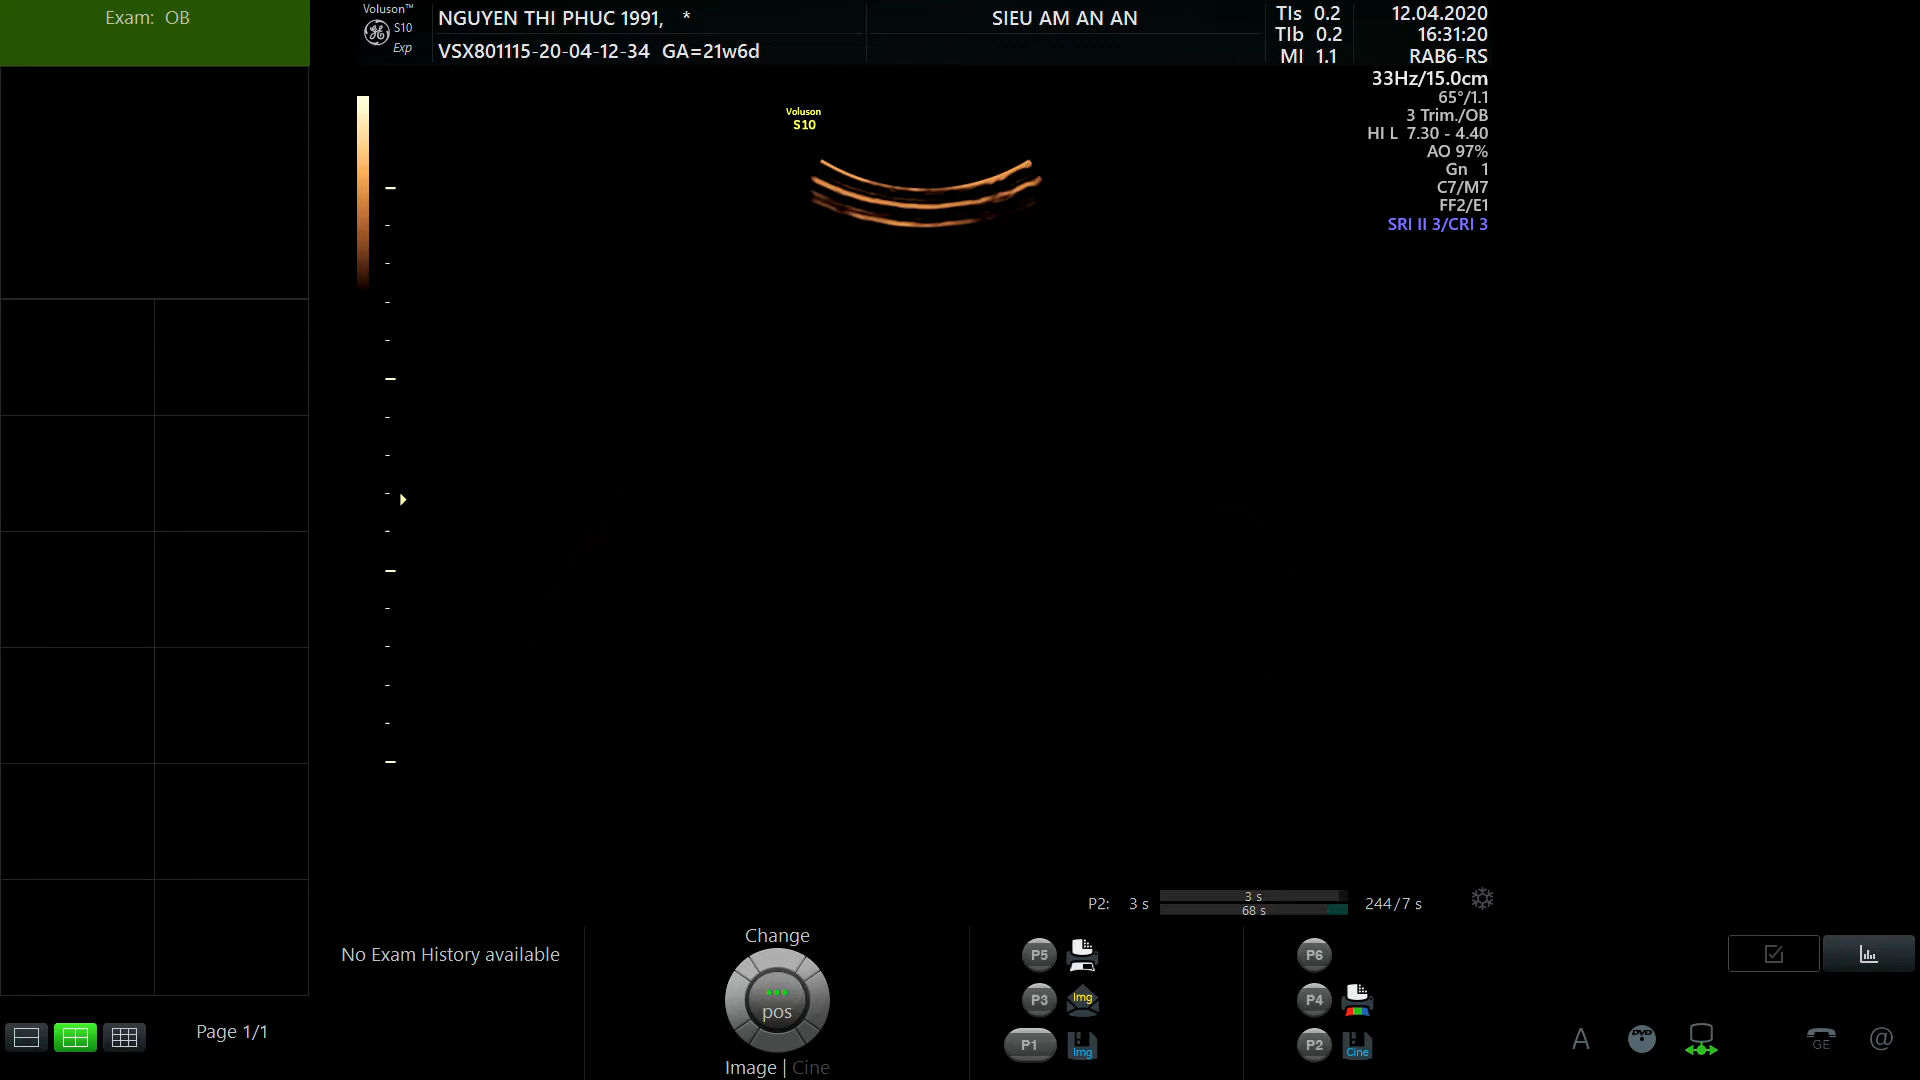 Exam: OB
Voluson™
S10
Exp
NGUYEN THI PHUC 1991, *
VSX801115-20-04-12-34 GA=21w6d
SIEU AM AN AN
TIs 0.2
TIb 0.2
MI 1.1
12.04.2020
16:31:20
RAB6-RS
33Hz/15.0cm
65°/1.1
3 Trim./OB
HI L 7.30 - 4.40
AO 97%
Gn 1
C7/M7
FF2/E1
SRI II 3/CRI 3
Voluson
S10
P2: 3 s
3 s
68 s
244/7 s
No Exam History available
Change
pos
Image | Cine
P5
P3 Img
P1 Img
P6
P4
P2 Cine
Page 1/1
A
DVD
GE
@